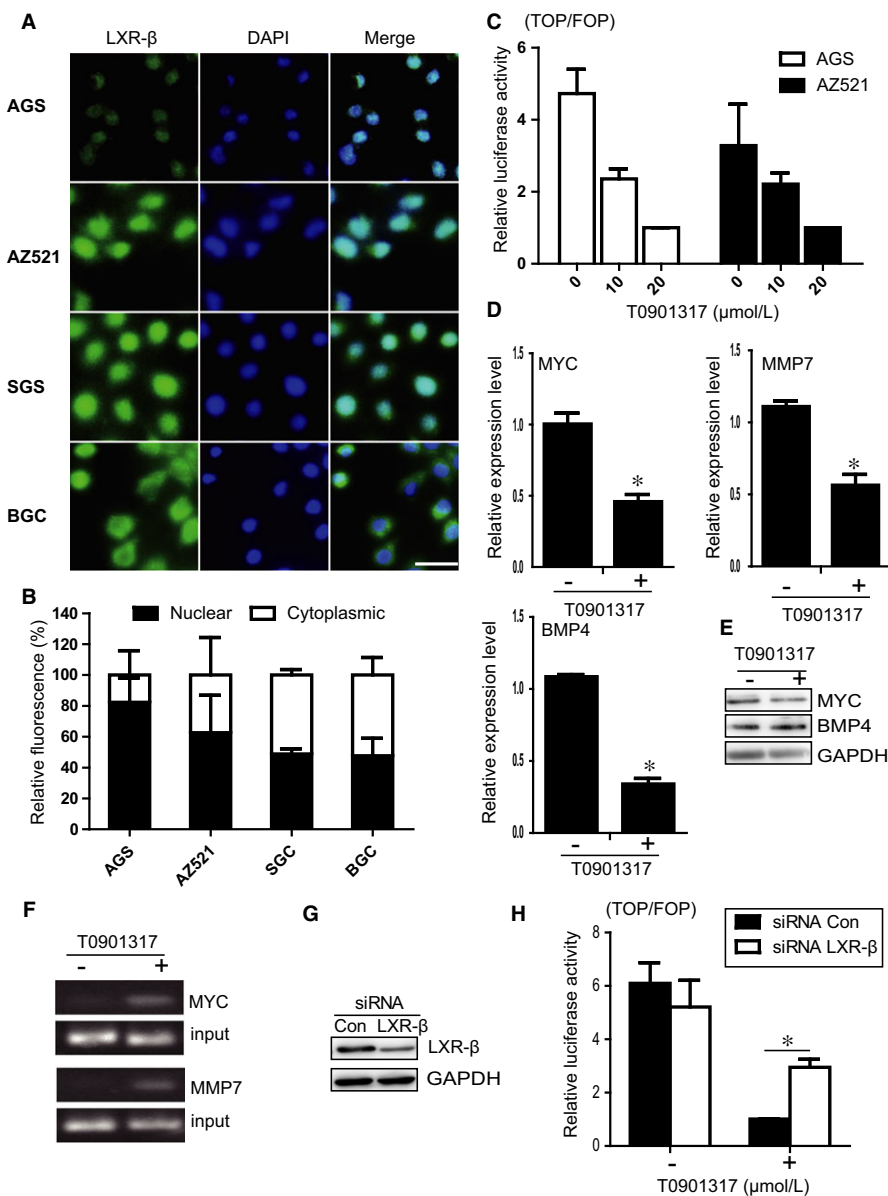 A
LXR-β DAPI Merge
AGS
AZ521
SGS
BGC
B
Nuclear Cytoplasmic
Relative fluorescence (%)
140
120
100
80
60
40
20
0
AGS AZ521 SGC BGC
C
(TOP/FOP)
AGS
AZ521
Relative luciferase activity
6
4
2
0
0 10 20 0 10 20
T0901317 (μmol/L)
D
MYC
Relative expression level
1.5
1.0
0.5
0.0
*
- +
T0901317
MMP7
Relative expression level
1.5
1.0
0.5
0.0
*
- +
T0901317
BMP4
Relative expression level
1.5
1.0
0.5
0.0
*
- +
T0901317
E
T0901317
- +
MYC
BMP4
GAPDH
F
T0901317
- +
MYC
input
MMP7
input
G
siRNA
Con LXR-β
LXR-β
GAPDH
H
(TOP/FOP)
siRNA Con
siRNA LXR-β
Relative luciferase activity
8
6
4
2
0
*
- +
T0901317 (μmol/L)